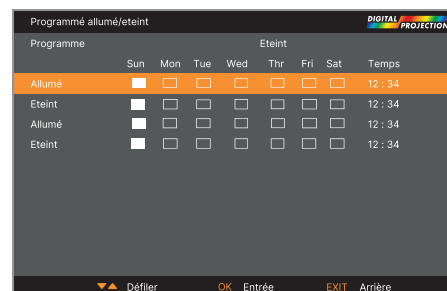 Programmé allumé/eteint DIGITAL PROJECTION
Programme Eteint
Sun Mon Tue Wed Thr Fri Sat Temps
Allumé 12 : 34
Eteint 12 : 34
Allumé 12 : 34
Eteint 12 : 34
▼▲ Défiler OK Entrée EXIT Arrière